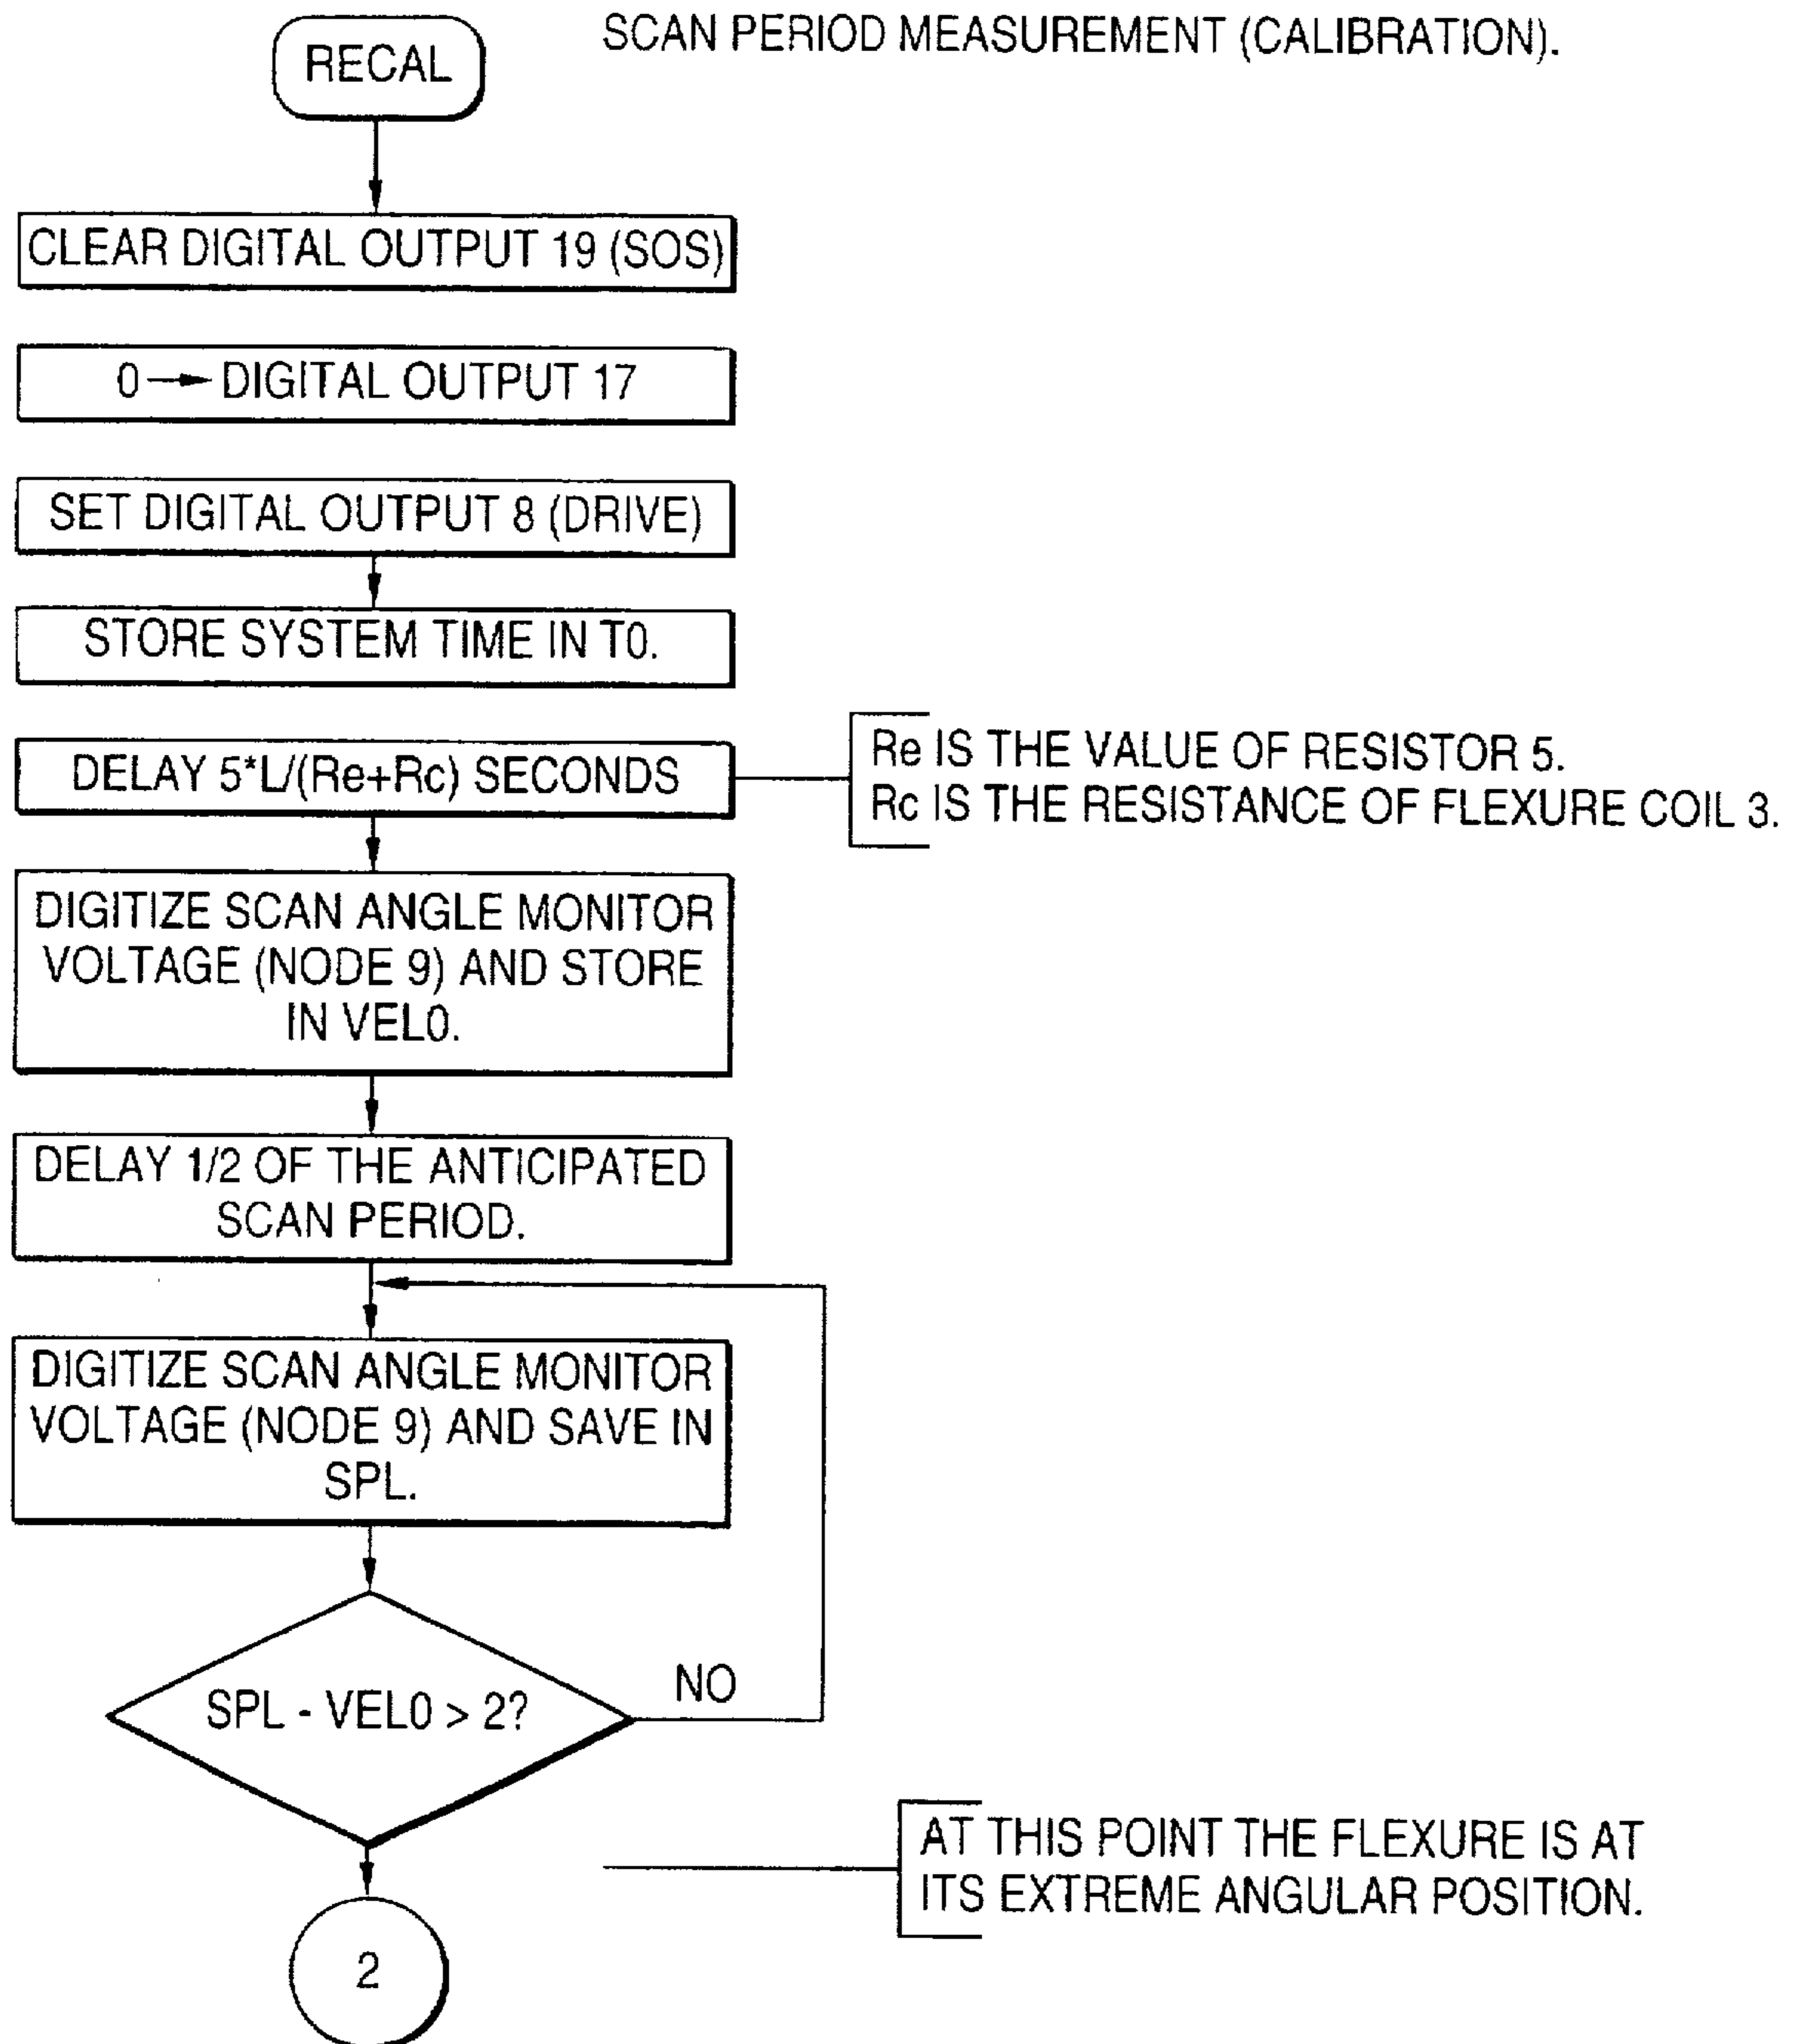 SCAN PERIOD MEASUREMENT (CALIBRATION).
RECAL
CLEAR DIGITAL OUTPUT 19 (SOS)
0 → DIGITAL OUTPUT 17
SET DIGITAL OUTPUT 8 (DRIVE)
STORE SYSTEM TIME IN T0.
DELAY 5*L/(Re+Rc) SECONDS
Re IS THE VALUE OF RESISTOR 5.
Rc IS THE RESISTANCE OF FLEXURE COIL 3.
DIGITIZE SCAN ANGLE MONITOR
VOLTAGE (NODE 9) AND STORE
IN VEL0.
DELAY 1/2 OF THE ANTICIPATED
SCAN PERIOD.
DIGITIZE SCAN ANGLE MONITOR
VOLTAGE (NODE 9) AND SAVE IN
SPL.
SPL - VEL0 > 2?
NO
AT THIS POINT THE FLEXURE IS AT
ITS EXTREME ANGULAR POSITION.
2